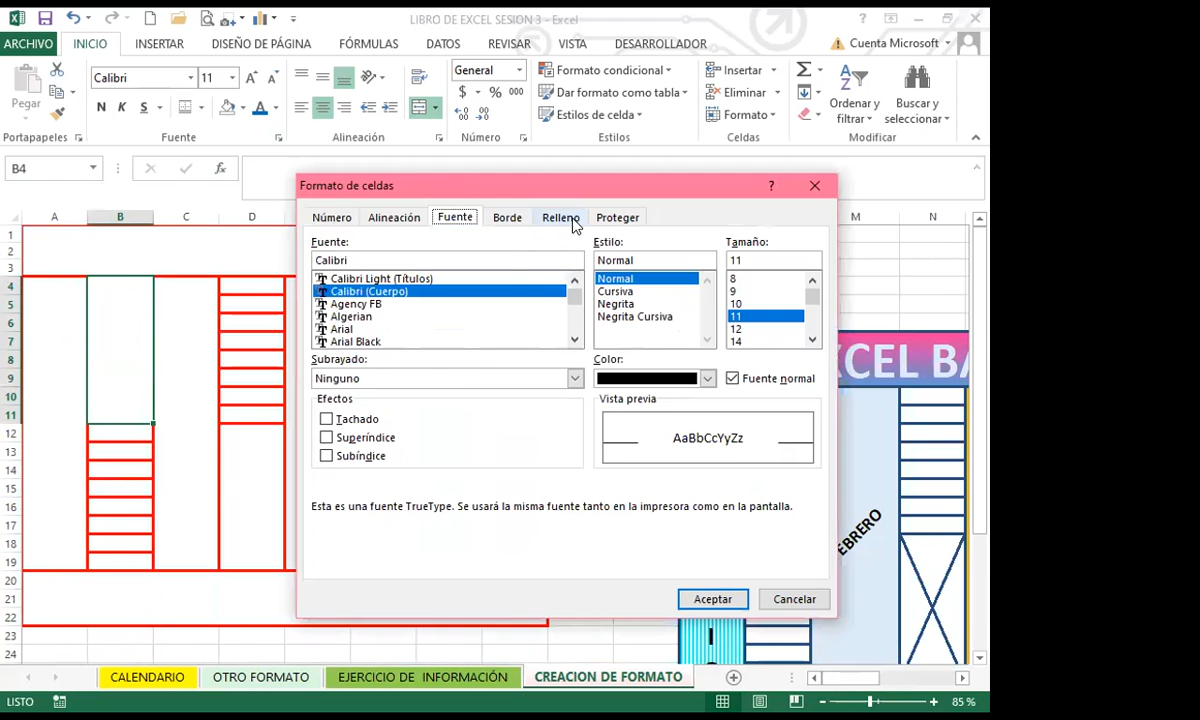 LIBRO DE EXCEL SESION 3 - Excel
ARCHIVO INICIO INSERTAR DISEÑO DE PÁGINA FÓRMULAS DATOS REVISAR VISTA DESARROLLADOR Cuenta Microsoft
Calibri 11 General Formato condicional Insertar
Pegar N K S $ % 000 Dar formato como tabla Eliminar Ordenar y filtrar Buscar y seleccionar
Estilos de celda Formato
Portapapeles Fuente Alineación Número Estilos Celdas Modificar
B4 fx
Formato de celdas ?
Número Alineación Fuente Borde Relleno Proteger
A B C D M N
Fuente: Estilo: Tamaño:
Calibri Normal 11
Calibri Light (Títulos) Normal 8
Calibri (Cuerpo) Cursiva 9
Agency FB Negrita 10
Algerian Negrita Cursiva 11
Arial 12
Arial Black 14
Subrayado: Color:
Ninguno Fuente normal
Efectos Vista previa
Tachado
Superíndice AaBbCcYyZz
Subíndice
Esta es una fuente TrueType. Se usará la misma fuente tanto en la impresora como en la pantalla.
Aceptar Cancelar
1
2
3
4
5
6
7
8
9
10
11
12
13
14
15
16
17
18
19
20
21
22
23
24
XCEL BA
EBRERO
I
CALENDARIO OTRO FORMATO EJERCICIO DE INFORMACIÓN CREACION DE FORMATO
LISTO 85 %